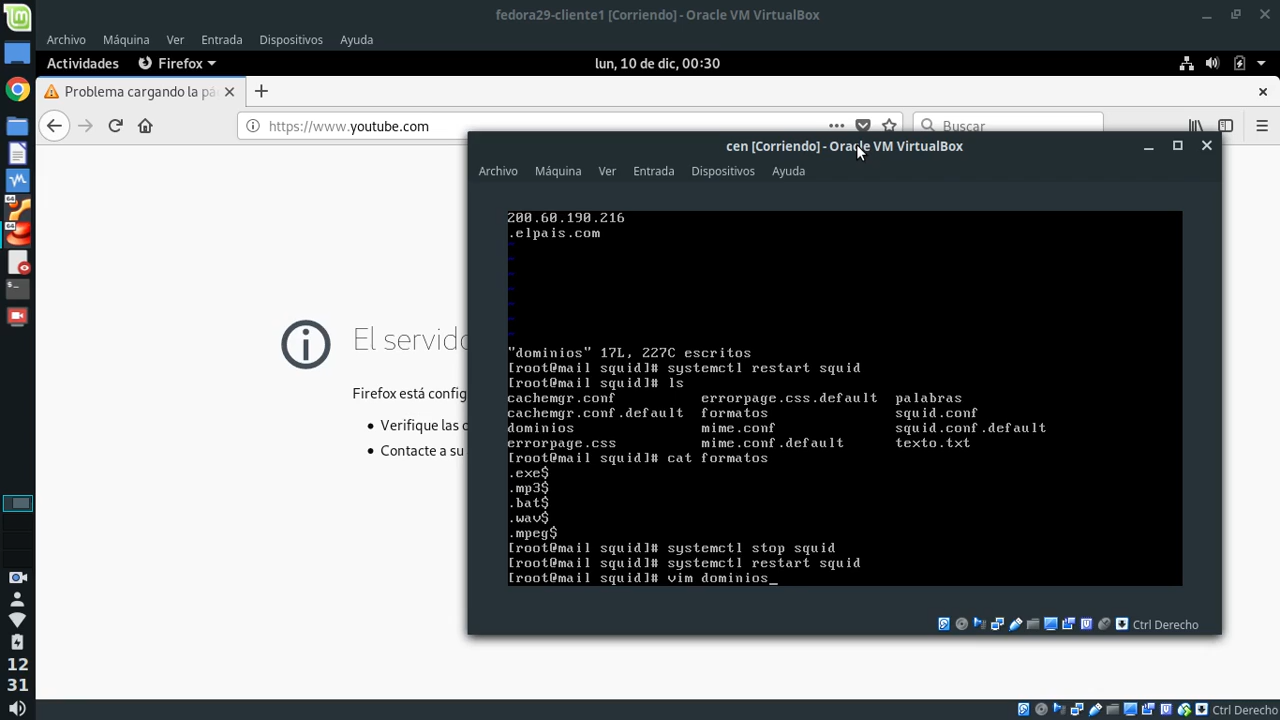 fedora29-cliente1 [Corriendo] - Oracle VM VirtualBox
Archivo Máquina Ver Entrada Dispositivos Ayuda
Actividades Firefox lun, 10 de dic, 00:30
Problema cargando la pá
https://www.youtube.com Buscar
cen [Corriendo] - Oracle VM VirtualBox
Archivo Máquina Ver Entrada Dispositivos Ayuda
200.60.190.216
.elpais.com
~
~
~
~
~
~
~
"dominios" 17L, 227C escritos
[root@mail squid]# systemctl restart squid
[root@mail squid]# ls
cachemgr.conf errorpage.css.default palabras
cachemgr.conf.default formatos squid.conf
dominios mime.conf squid.conf.default
errorpage.css mime.conf.default texto.txt
[root@mail squid]# cat formatos
.exe$
.mp3$
.bat$
.wav$
.mpeg$
[root@mail squid]# systemctl stop squid
[root@mail squid]# systemctl restart squid
[root@mail squid]# vim dominios_
Ctrl Derecho
El servido
Firefox está config
Verifique las
Contacte a su
64
64
$_
12
31
Ctrl Derecho